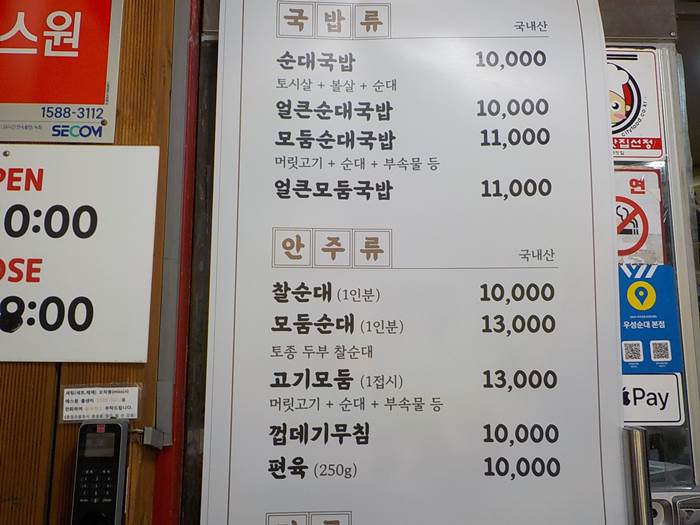 스원
1588-3112
SECOM
PEN
0:00
OSE
8:00
국밥류
국내산
순대국밥 10,000
토시살 + 볼살 + 순대
얼큰순대국밥 10,000
모둠순대국밥 11,000
머릿고기 + 순대 + 부속물 등
얼큰모둠국밥 11,000
안주류
국내산
찰순대 (1인분) 10,000
모둠순대 (1인분) 13,000
토종 두부 찰순대
고기모둠 (1접시) 13,000
머릿고기 + 순대 + 부속물 등
껍데기무침 10,000
편육 (250g) 10,000
맛집선정
연
우성순대 본점
Pay